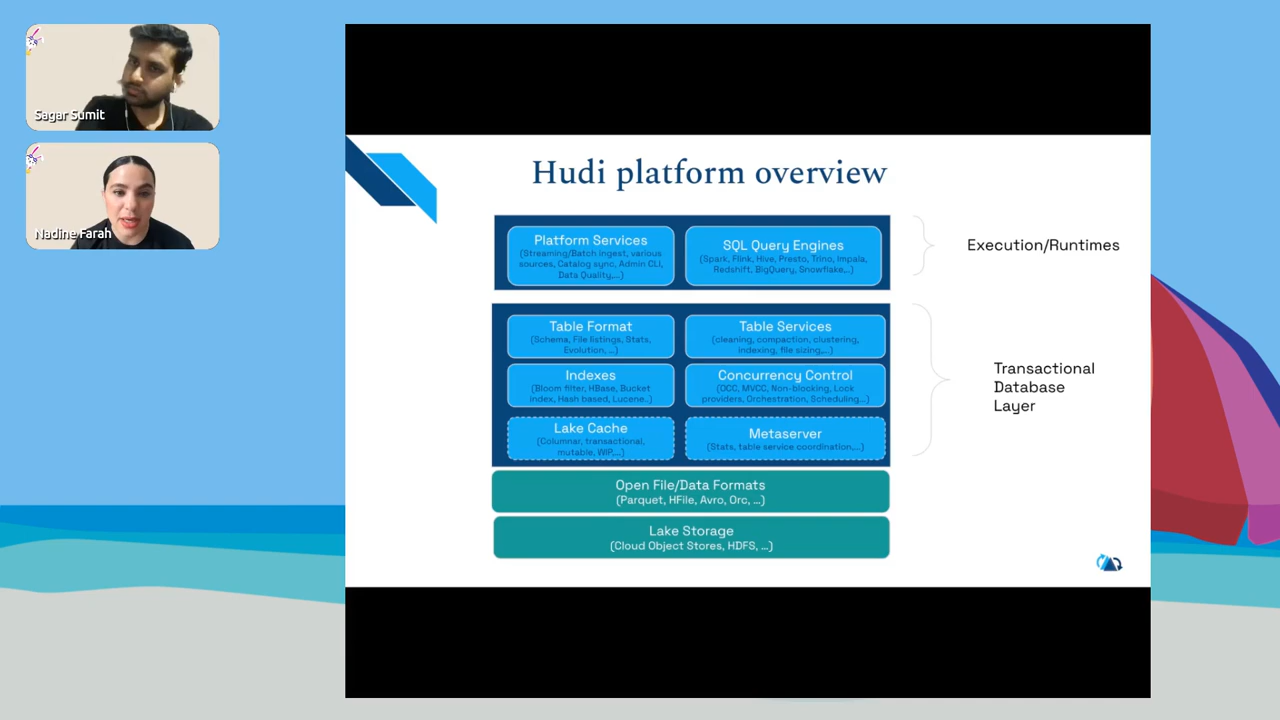 Sagar Sumit
Nadine Farah
Hudi platform overview
Platform Services
(Streaming/Batch ingest, various
sources, Catalog sync, Admin CLI,
Data Quality,...)
SQL Query Engines
(Spark, Flink, Hive, Presto, Trino, Impala,
Redshift, BigQuery, Snowflake,..)
Execution/Runtimes
Table Format
(Schema, File listings, Stats,
Evolution, ...)
Table Services
(cleaning, compaction, clustering,
indexing, file sizing,...)
Indexes
(Bloom filter, HBase, Bucket
index, Hash based, Lucene..)
Concurrency Control
(OCC, MVCC, Non-blocking, Lock
providers, Orchestration, Scheduling...)
Lake Cache
(Columnar, transactional,
mutable, WIP,...)
Metaserver
(Stats, table service coordination,...)
Transactional
Database
Layer
Open File/Data Formats
(Parquet, HFile, Avro, Orc, ...)
Lake Storage
(Cloud Object Stores, HDFS, ...)